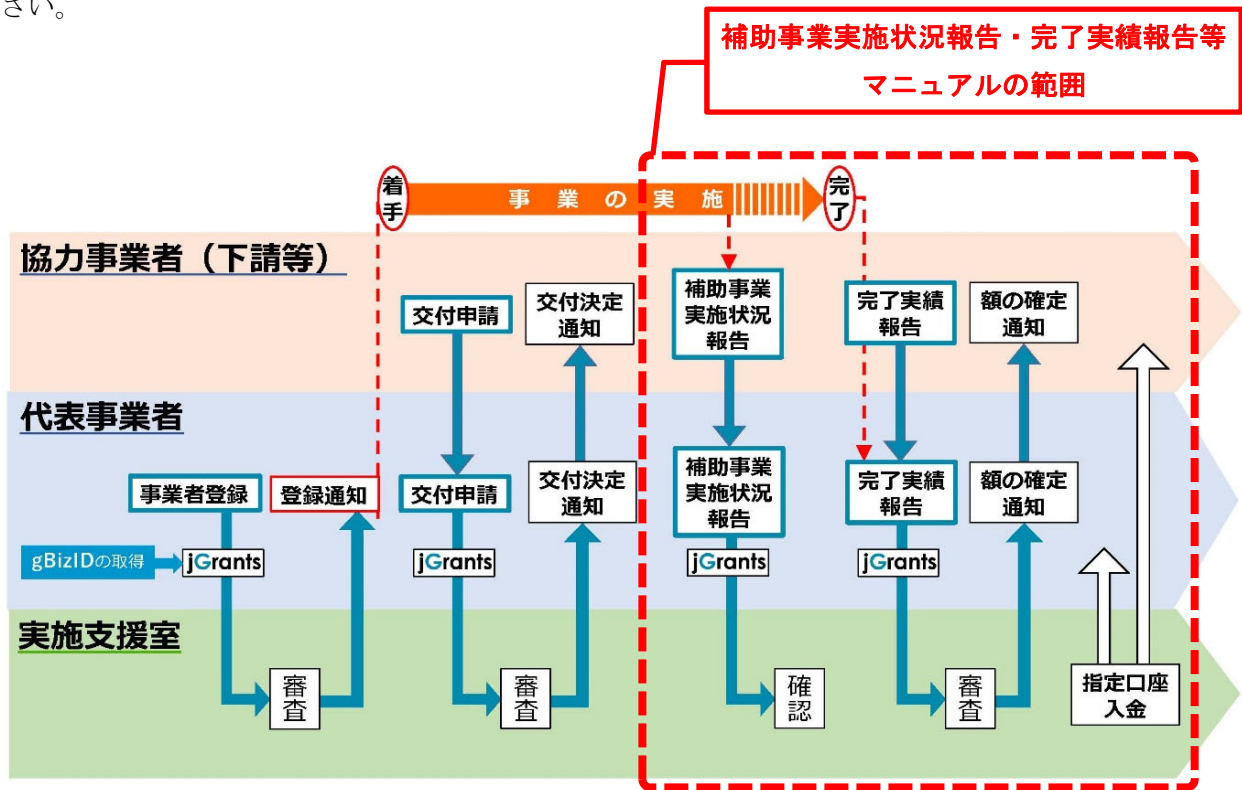 さい。
補助事業実施状況報告・完了実績報告等
マニュアルの範囲
着
手
事業の実施
完
了
協力事業者（下請等）
交付申請
交付決定
通知
補助事業
実施状況
報告
完了実績
報告
額の確定
通知
代表事業者
事業者登録
登録通知
交付申請
交付決定
通知
補助事業
実施状況
報告
完了実績
報告
額の確定
通知
gBizIDの取得
jGrants
jGrants
jGrants
jGrants
実施支援室
審
査
審
査
確
認
審
査
指定口座
入金